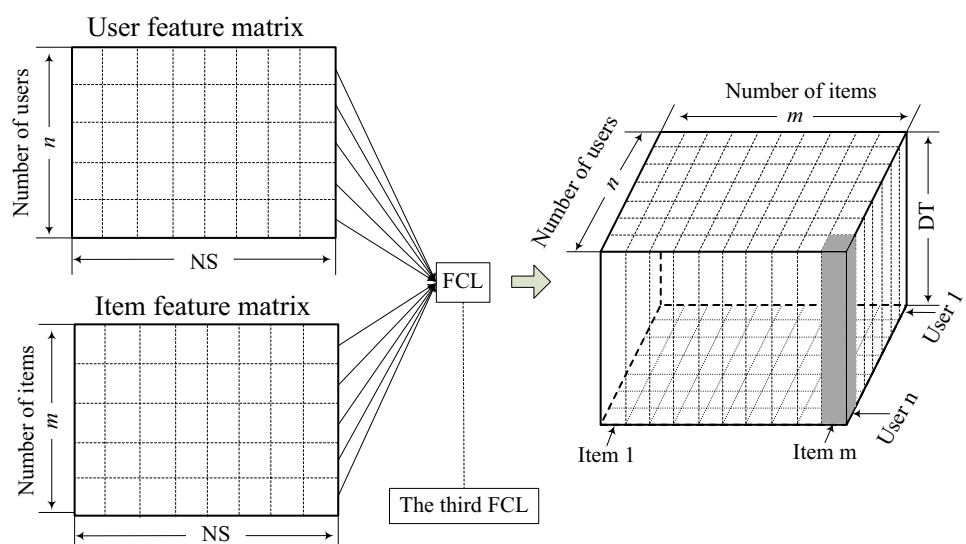 User feature matrix
Number of users
n
NS
Item feature matrix
Number of items
m
NS
FCL
The third FCL
Number of items
m
Number of users
n
DT
User 1
User n
Item 1
Item m